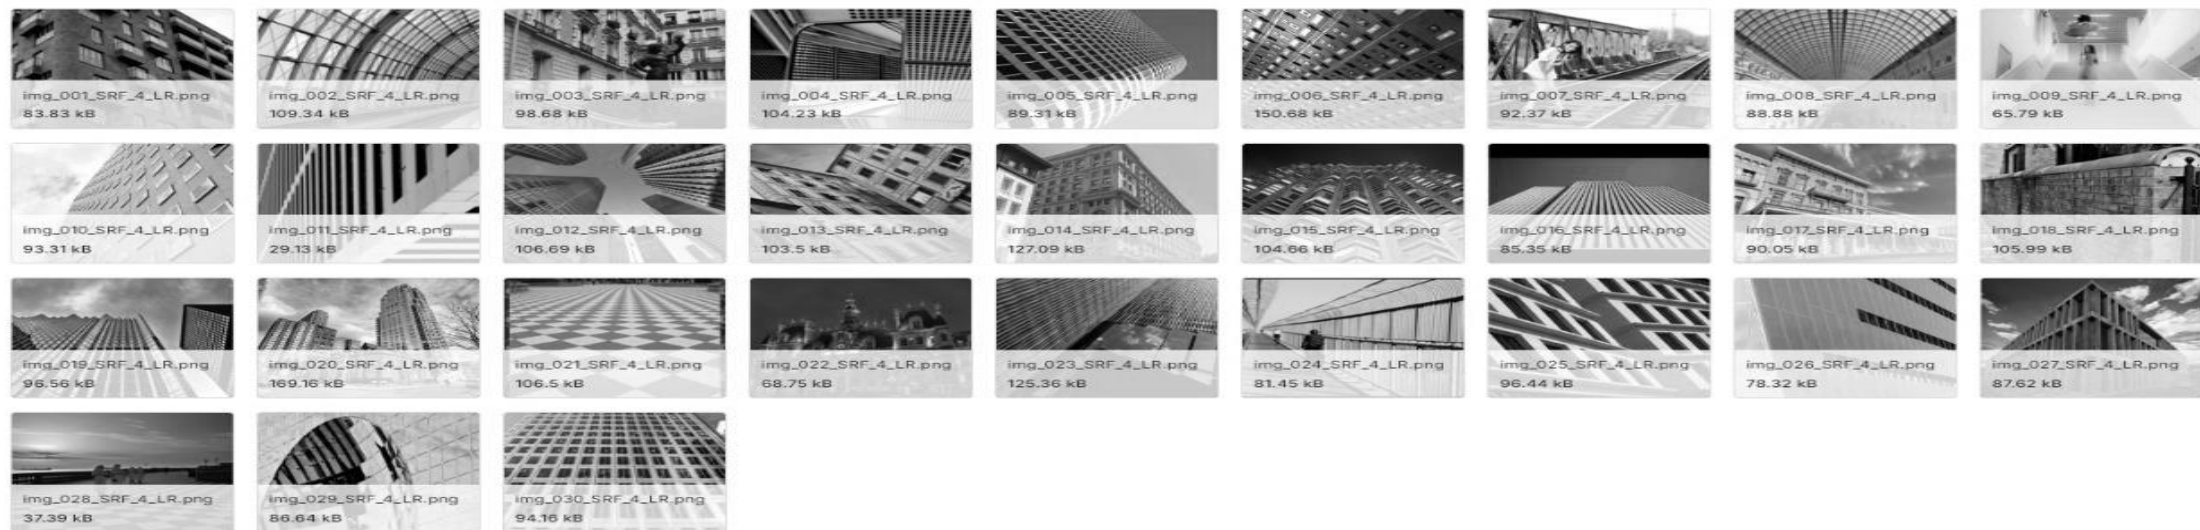 img_001_SRF_4_LR.png
83.83 kB
img_002_SRF_4_LR.png
109.34 kB
img_003_SRF_4_LR.png
98.68 kB
img_004_SRF_4_LR.png
104.23 kB
img_005_SRF_4_LR.png
89.31 kB
img_006_SRF_4_LR.png
150.68 kB
img_007_SRF_4_LR.png
92.37 kB
img_008_SRF_4_LR.png
88.88 kB
img_009_SRF_4_LR.png
65.79 kB
img_010_SRF_4_LR.png
93.31 kB
img_011_SRF_4_LR.png
29.13 kB
img_012_SRF_4_LR.png
106.69 kB
img_013_SRF_4_LR.png
103.5 kB
img_014_SRF_4_LR.png
127.09 kB
img_015_SRF_4_LR.png
104.66 kB
img_016_SRF_4_LR.png
85.35 kB
img_017_SRF_4_LR.png
90.05 kB
img_018_SRF_4_LR.png
105.99 kB
img_019_SRF_4_LR.png
96.56 kB
img_020_SRF_4_LR.png
169.16 kB
img_021_SRF_4_LR.png
106.5 kB
img_022_SRF_4_LR.png
68.75 kB
img_023_SRF_4_LR.png
125.36 kB
img_024_SRF_4_LR.png
81.45 kB
img_025_SRF_4_LR.png
96.44 kB
img_026_SRF_4_LR.png
78.32 kB
img_027_SRF_4_LR.png
87.62 kB
img_028_SRF_4_LR.png
37.39 kB
img_029_SRF_4_LR.png
86.64 kB
img_030_SRF_4_LR.png
94.16 kB